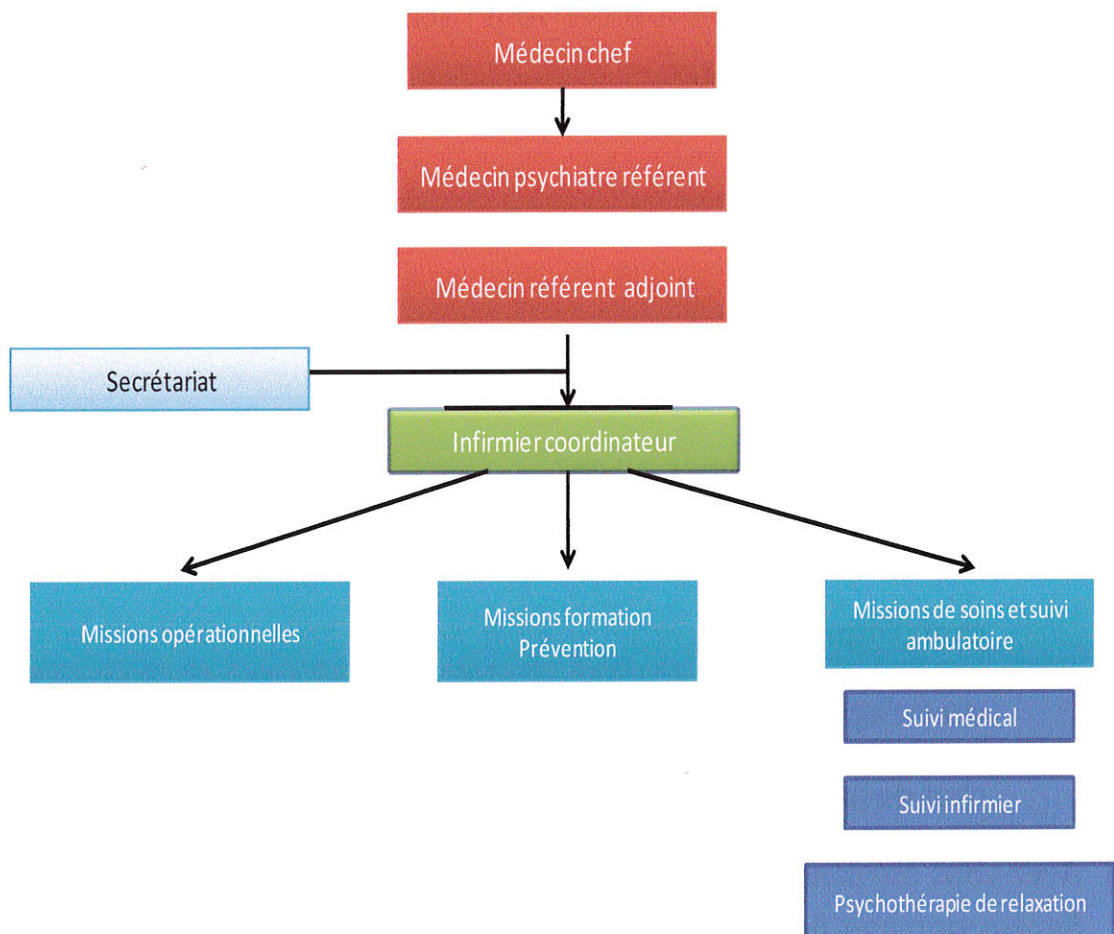 Médecin chef
Médecin psychiatre référent
Médecin référent adjoint
Secrétariat
Infirmier coordinateur
Missions opérationnelles
Missions formation
Prévention
Missions de soins et suivi
ambulatoire
Suivi médical
Suivi infirmier
Psychothérapie de relaxation